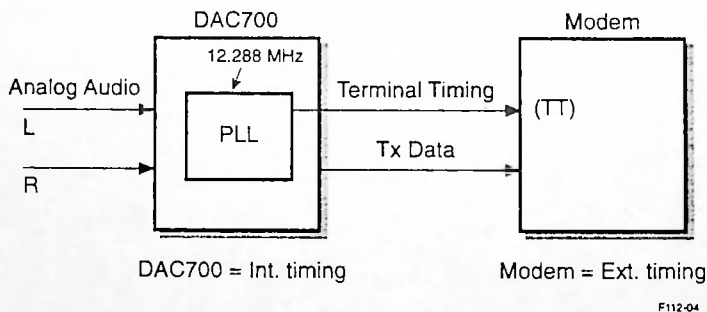 DAC700
Modem
12.288 MHz
Analog Audio
Terminal Timing
L
PLL
(TT)
Tx Data
R
DAC700 = Int. timing
Modem = Ext. timing
F112-04